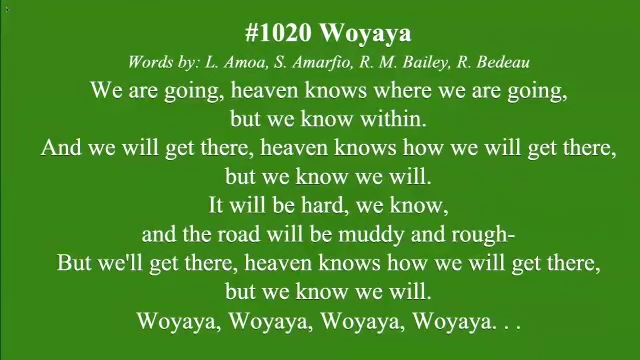 #1020 Woyaya
Words by: L. Amoa, S. Amarfio, R. M. Bailey, R. Bedeau
We are going, heaven knows where we are going,
but we know within.
And we will get there, heaven knows how we will get there,
but we know we will.
It will be hard, we know,
and the road will be muddy and rough-
But we'll get there, heaven knows how we will get there,
but we know we will.
Woyaya, Woyaya, Woyaya, Woyaya. . .